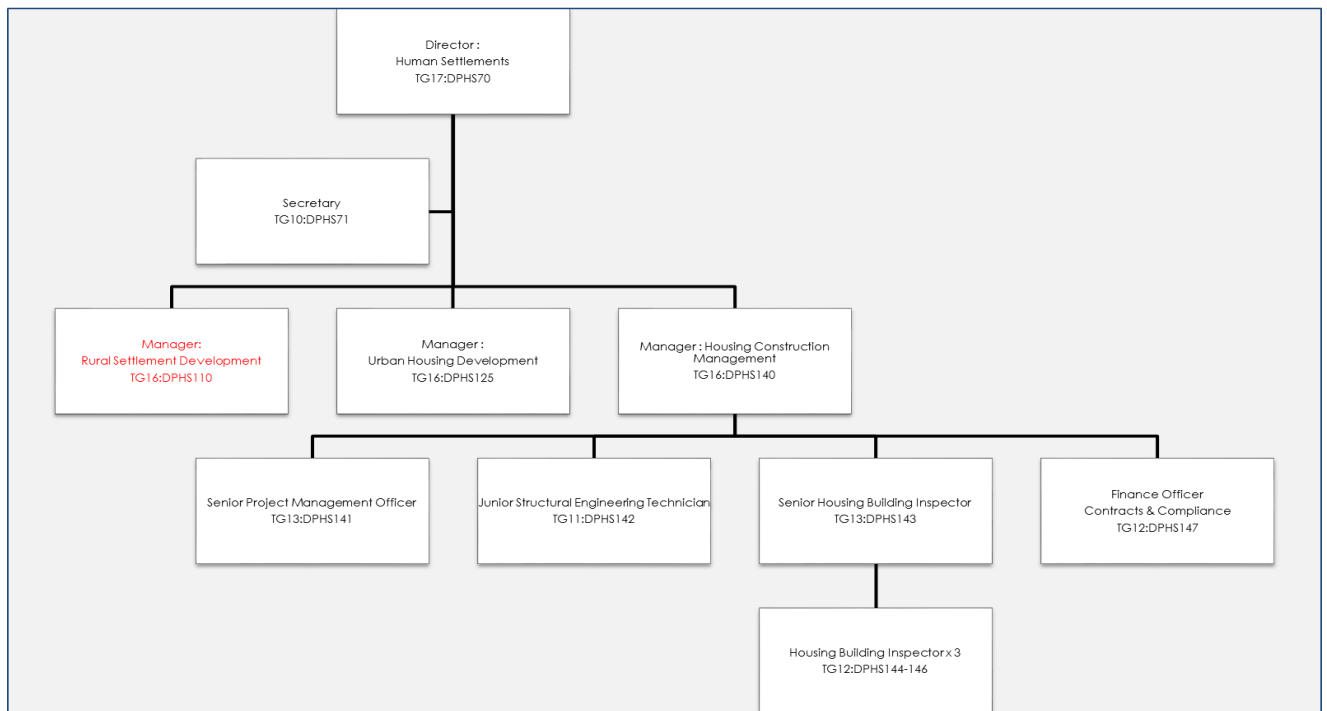 Director :
Human Settlements
TG17:DPHS70
Secretary
TG10:DPHS71
Manager:
Rural Settlement Development
TG16:DPHS110
Manager :
Urban Housing Development
TG16:DPHS125
Manager : Housing Construction
Management
TG16:DPHS140
Senior Project Management Officer
TG13:DPHS141
Junior Structural Engineering Technician
TG11:DPHS142
Senior Housing Building Inspector
TG13:DPHS143
Finance Officer
Contracts & Compliance
TG12:DPHS147
Housing Building Inspector x 3
TG12:DPHS144-146